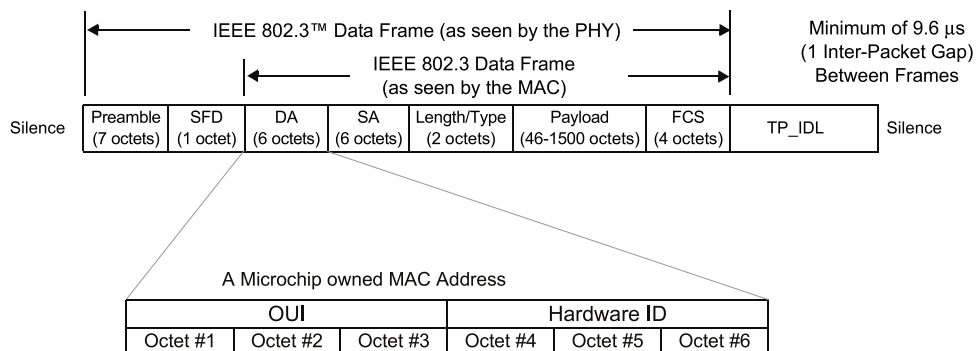 IEEE 802.3™ Data Frame (as seen by the PHY)
Minimum of 9.6 μs
(1 Inter-Packet Gap)
Between Frames
IEEE 802.3 Data Frame
(as seen by the MAC)
Silence
Preamble
(7 octets)
SFD
(1 octet)
DA
(6 octets)
SA
(6 octets)
Length/Type
(2 octets)
Payload
(46-1500 octets)
FCS
(4 octets)
TP_IDL
Silence
A Microchip owned MAC Address
OUI
Hardware ID
Octet #1
Octet #2
Octet #3
Octet #4
Octet #5
Octet #6